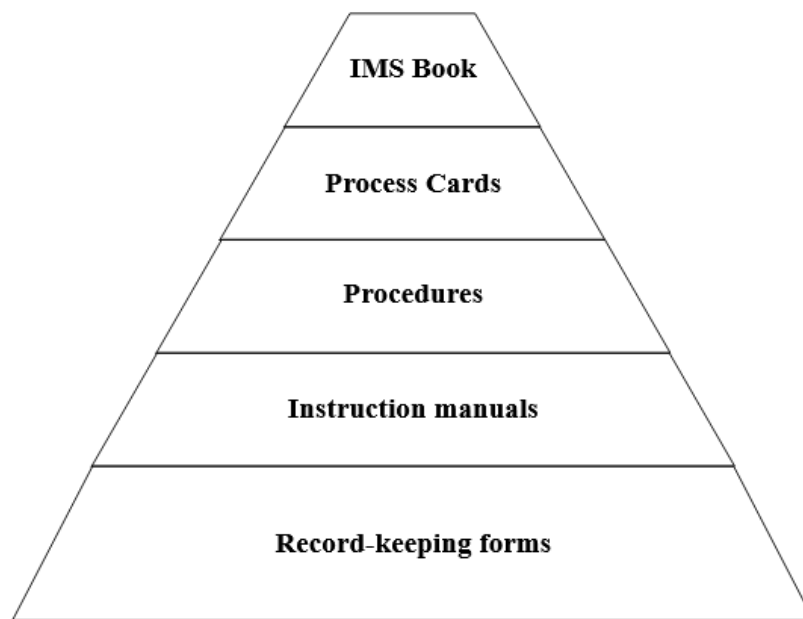 IMS Book
Process Cards
Procedures
Instruction manuals
Record-keeping forms